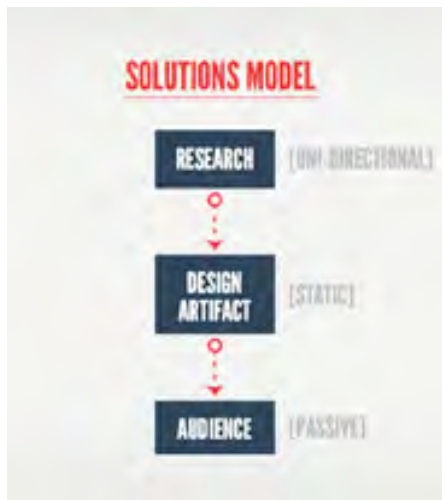 SOLUTIONS MODEL
RESEARCH [UNI-DIRECTIONAL]
DESIGN
ARTIFACT
[STATIC]
AUDIENCE [PASSIVE]